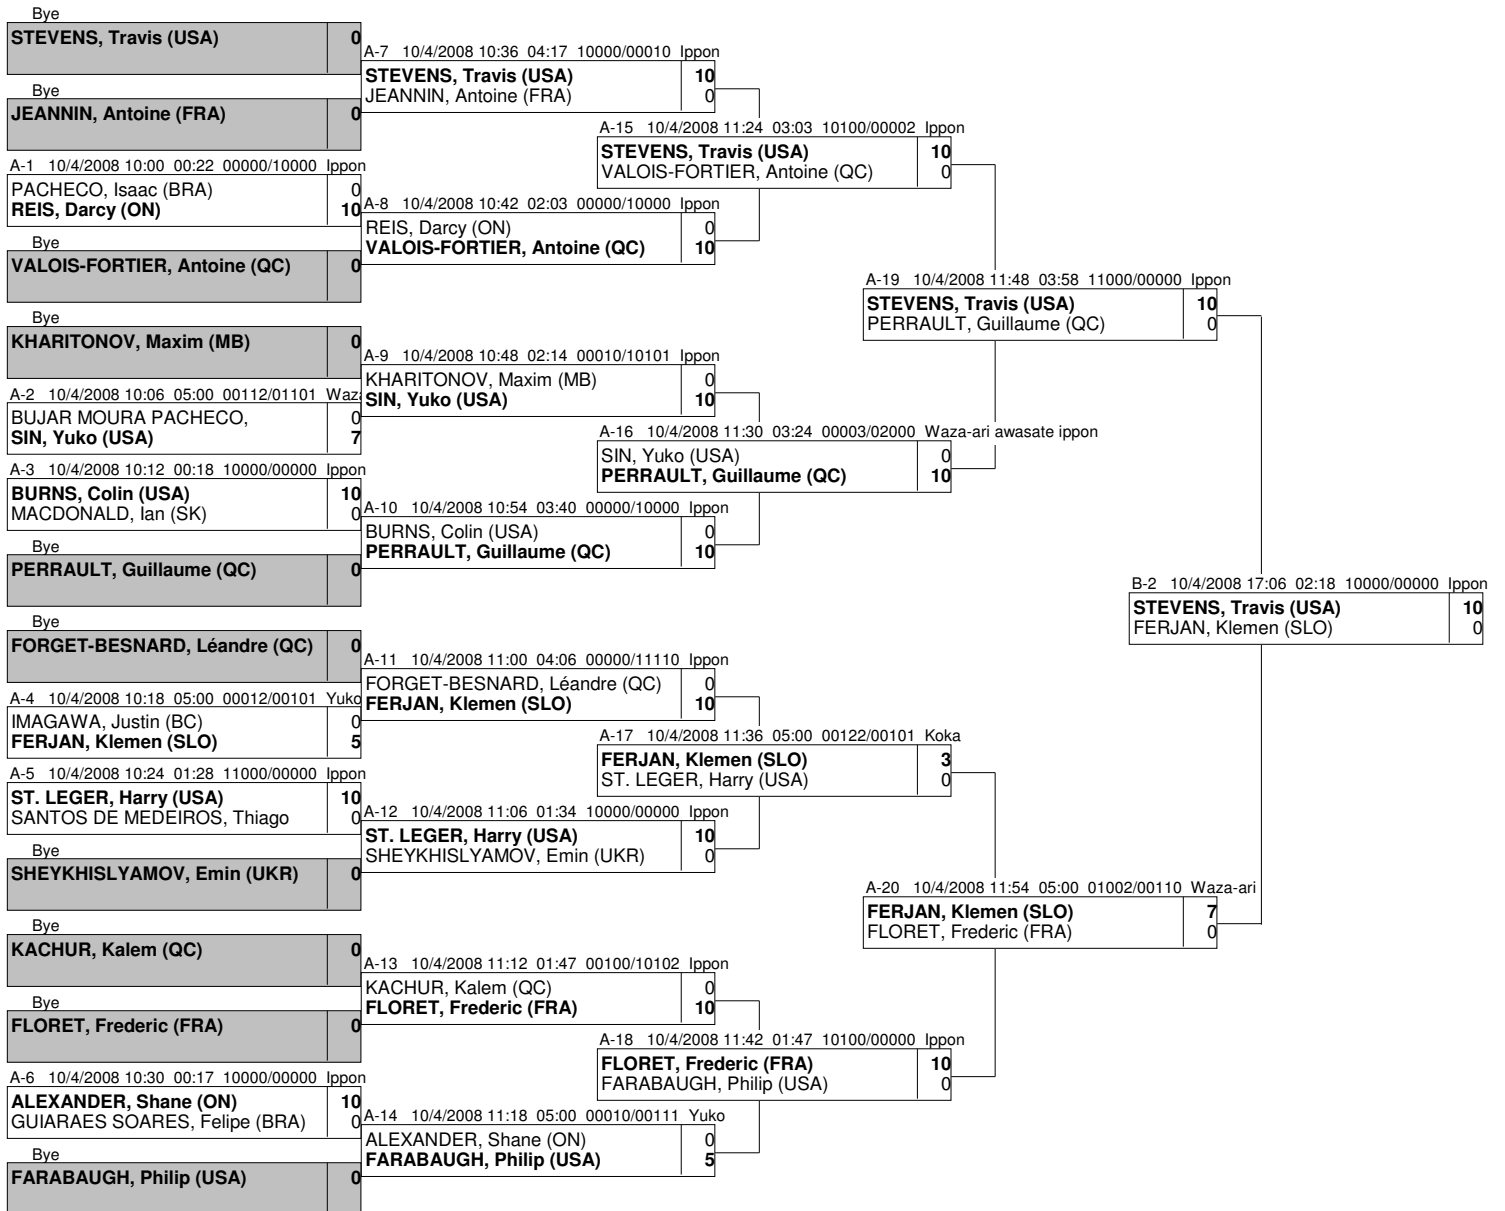 Bye
STEVENS, Travis (USA) 0
Bye
JEANNIN, Antoine (FRA) 0
A-1 10/4/2008 10:00 00:22 00000/10000 Ippon
PACHECO, Isaac (BRA) 0
REIS, Darcy (ON) 10
Bye
VALOIS-FORTIER, Antoine (QC) 0
Bye
KHARITONOV, Maxim (MB) 0
A-2 10/4/2008 10:06 05:00 00112/01101 Waza
BUJAR MOURA PACHECO, 0
SIN, Yuko (USA) 7
A-3 10/4/2008 10:12 00:18 10000/00000 Ippon
BURNS, Colin (USA) 10
MACDONALD, Ian (SK) 0
Bye
PERRAULT, Guillaume (QC) 0
Bye
FORGET-BESNARD, Léandre (QC) 0
A-4 10/4/2008 10:18 05:00 00012/00101 Yuko
IMAGAWA, Justin (BC) 0
FERJAN, Klemen (SLO) 5
A-5 10/4/2008 10:24 01:28 11000/00000 Ippon
ST. LEGER, Harry (USA) 10
SANTOS DE MEDEIROS, Thiago 0
Bye
SHEYKHISLYAMOV, Emin (UKR) 0
Bye
KACHUR, Kalem (QC) 0
Bye
FLORET, Frederic (FRA) 0
A-6 10/4/2008 10:30 00:17 10000/00000 Ippon
ALEXANDER, Shane (ON) 10
GUIARAES SOARES, Felipe (BRA) 0
Bye
FARABAUGH, Philip (USA) 0
A-7 10/4/2008 10:36 04:17 10000/00010 Ippon
STEVENS, Travis (USA) 10
JEANNIN, Antoine (FRA) 0
A-8 10/4/2008 10:42 02:03 00000/10000 Ippon
REIS, Darcy (ON) 0
VALOIS-FORTIER, Antoine (QC) 10
A-9 10/4/2008 10:48 02:14 00010/10101 Ippon
KHARITONOV, Maxim (MB) 0
SIN, Yuko (USA) 10
A-10 10/4/2008 10:54 03:40 00000/10000 Ippon
BURNS, Colin (USA) 0
PERRAULT, Guillaume (QC) 10
A-11 10/4/2008 11:00 04:06 00000/11110 Ippon
FORGET-BESNARD, Léandre (QC) 0
FERJAN, Klemen (SLO) 10
A-12 10/4/2008 11:06 01:34 10000/00000 Ippon
ST. LEGER, Harry (USA) 10
SHEYKHISLYAMOV, Emin (UKR) 0
A-13 10/4/2008 11:12 01:47 00100/10102 Ippon
KACHUR, Kalem (QC) 0
FLORET, Frederic (FRA) 10
A-14 10/4/2008 11:18 05:00 00010/00111 Yuko
ALEXANDER, Shane (ON) 0
FARABAUGH, Philip (USA) 5
A-15 10/4/2008 11:24 03:03 10100/00002 Ippon
STEVENS, Travis (USA) 10
VALOIS-FORTIER, Antoine (QC) 0
A-16 10/4/2008 11:30 03:24 00003/02000 Waza-ari awasate ippon
SIN, Yuko (USA) 0
PERRAULT, Guillaume (QC) 10
A-17 10/4/2008 11:36 05:00 00122/00101 Koka
FERJAN, Klemen (SLO) 3
ST. LEGER, Harry (USA) 0
A-18 10/4/2008 11:42 01:47 10100/00000 Ippon
FLORET, Frederic (FRA) 10
FARABAUGH, Philip (USA) 0
A-19 10/4/2008 11:48 03:58 11000/00000 Ippon
STEVENS, Travis (USA) 10
PERRAULT, Guillaume (QC) 0
A-20 10/4/2008 11:54 05:00 01002/00110 Waza-ari
FERJAN, Klemen (SLO) 7
FLORET, Frederic (FRA) 0
B-2 10/4/2008 17:06 02:18 10000/00000 Ippon
STEVENS, Travis (USA) 10
FERJAN, Klemen (SLO) 0